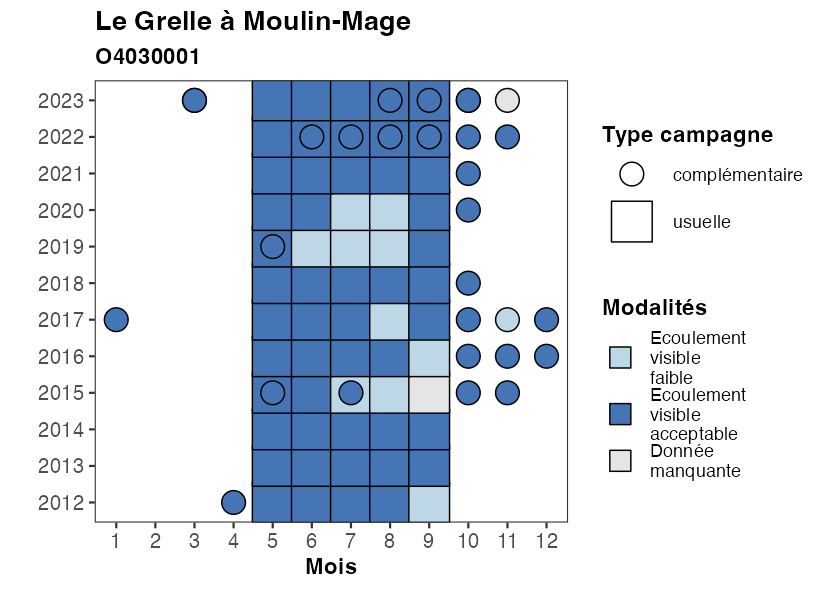 Le Grelle à Moulin-Mage
O4030001
2023
2022
2021
2020
2019
2018
2017
2016
2015
2014
2013
2012
1 2 3 4 5 6 7 8 9 10 11 12
Mois
Type campagne
complémentaire
usuelle
Modalités
Ecoulement
visible
faible
Ecoulement
visible
acceptable
Donnée
manquante